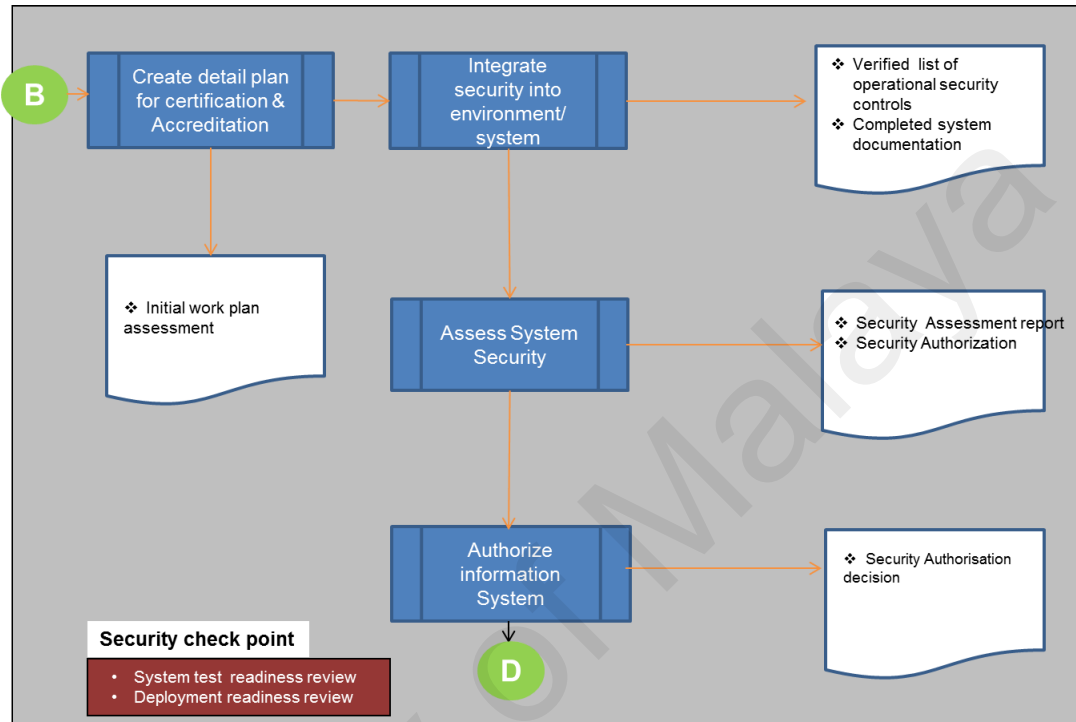 B
Create detail plan
for certification &
Accreditation
Integrate
security into
environment/
system
❖ Verified list of
operational security
controls
❖ Completed system
documentation
❖ Initial work plan
assessment
Assess System
Security
❖ Security Assessment report
❖ Security Authorization
Authorize
information
System
❖ Security Authorisation
decision
D
Security check point
• System test readiness review
• Deployment readiness review
of Malaya